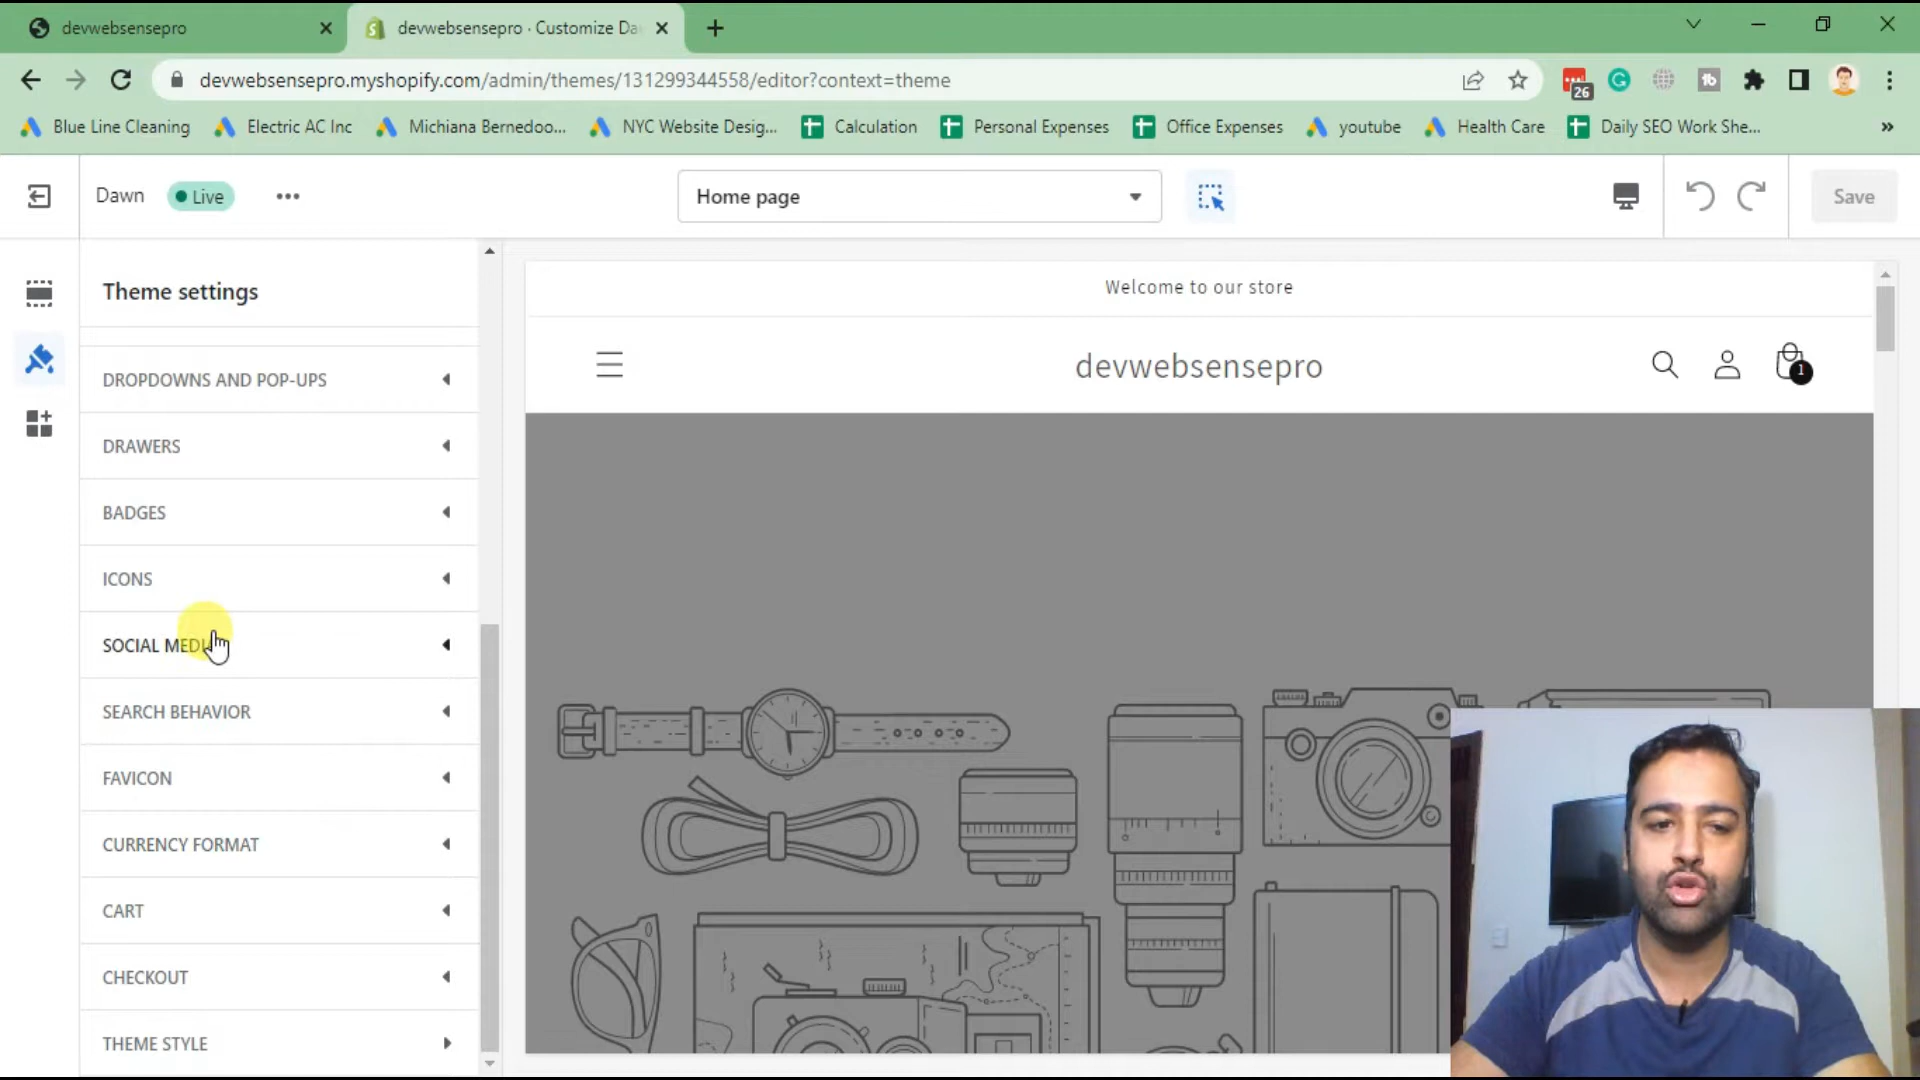 devwebsensepro
devwebsensepro · Customize Da
devwebsensepro.myshopify.com/admin/themes/131299344558/editor?context=theme
26
Blue Line Cleaning
Electric AC Inc
Michiana Bernedoo...
NYC Website Desig...
Calculation
Personal Expenses
Office Expenses
youtube
Health Care
Daily SEO Work She...
»
Dawn
Live
Home page
Save
Theme settings
DROPDOWNS AND POP-UPS
DRAWERS
BADGES
ICONS
SOCIAL MEDI
SEARCH BEHAVIOR
FAVICON
CURRENCY FORMAT
CART
CHECKOUT
THEME STYLE
Welcome to our store
devwebsensepro
1